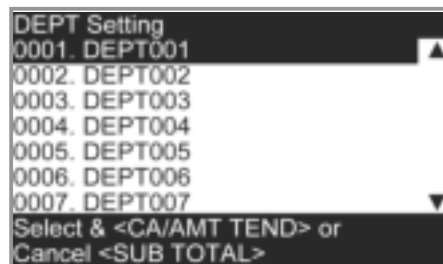 DEPT Setting
0001. DEPT001
0002. DEPT002
0003. DEPT003
0004. DEPT004
0005. DEPT005
0006. DEPT006
0007. DEPT007
Select & <CA/AMT TEND> or
Cancel <SUB TOTAL>